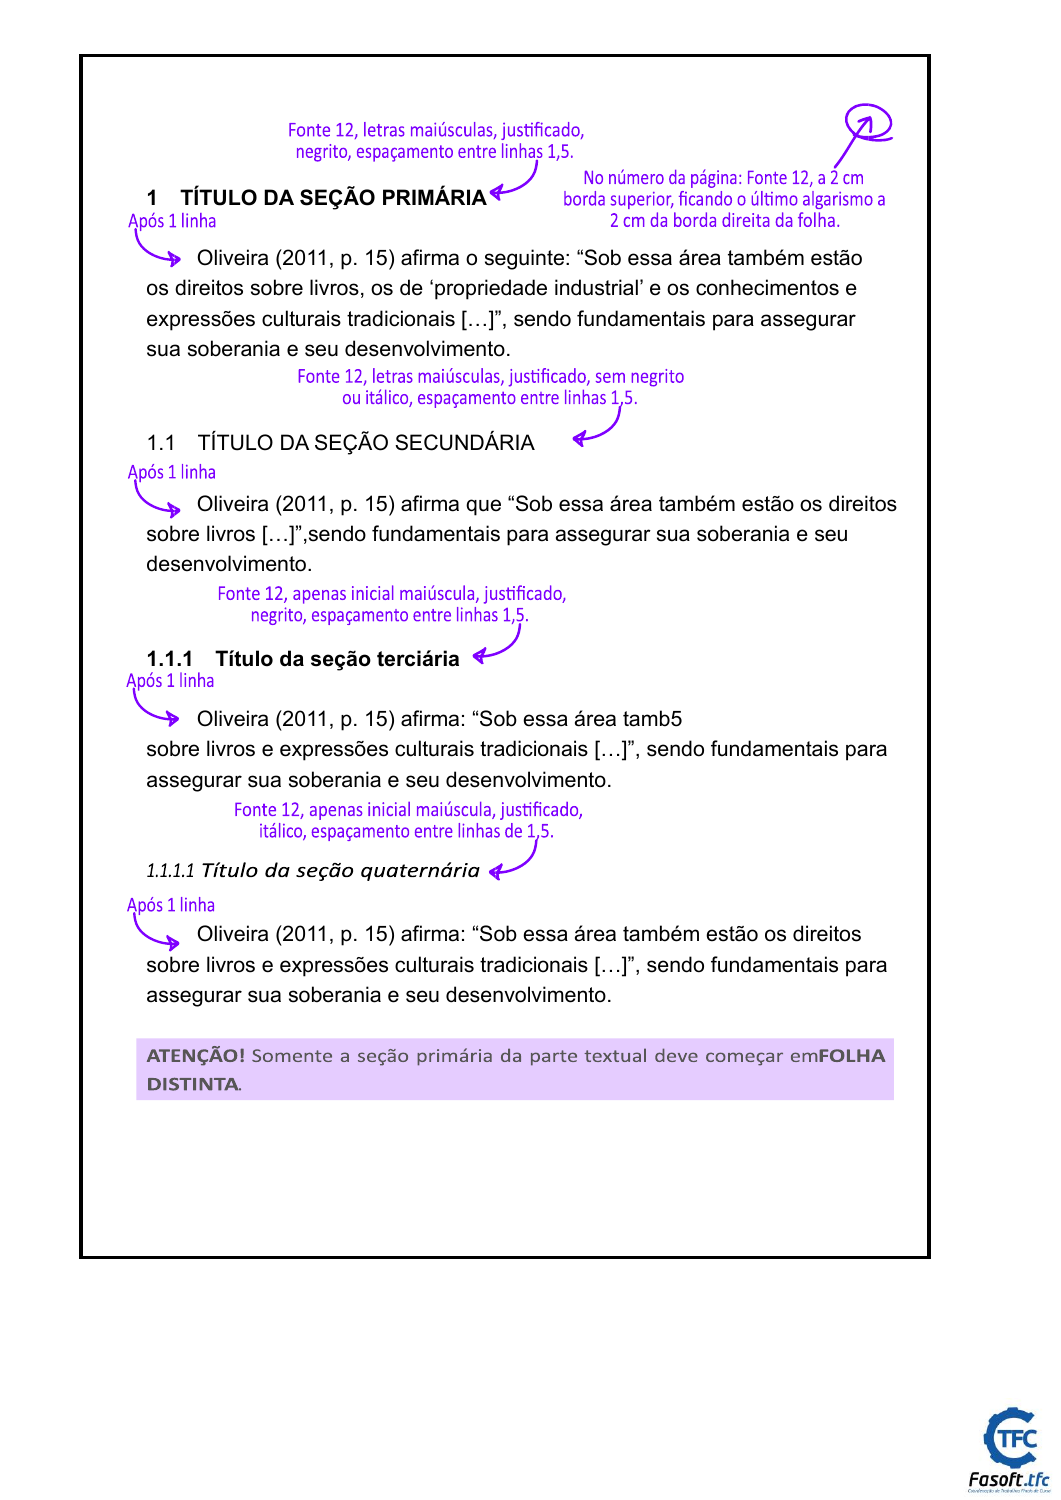 Fonte 12, letras maiúsculas, justificado,
negrito, espaçamento entre linhas 1,5.
No número da página: Fonte 12, a 2 cm
borda superior, ficando o último algarismo a
2 cm da borda direita da folha.
1 TÍTULO DA SEÇÃO PRIMÁRIA
Após 1 linha
Oliveira (2011, p. 15) afirma o seguinte: “Sob essa área também estão
os direitos sobre livros, os de ‘propriedade industrial’ e os conhecimentos e
expressões culturais tradicionais […]”, sendo fundamentais para assegurar
sua soberania e seu desenvolvimento.
Fonte 12, letras maiúsculas, justificado, sem negrito
ou itálico, espaçamento entre linhas 1,5.
1.1 TÍTULO DA SEÇÃO SECUNDÁRIA
Após 1 linha
Oliveira (2011, p. 15) afirma que “Sob essa área também estão os direitos
sobre livros […]”,sendo fundamentais para assegurar sua soberania e seu
desenvolvimento.
Fonte 12, apenas inicial maiúscula, justificado,
negrito, espaçamento entre linhas 1,5.
1.1.1 Título da seção terciária
Após 1 linha
Oliveira (2011, p. 15) afirma: “Sob essa área tamb5
sobre livros e expressões culturais tradicionais […]”, sendo fundamentais para
assegurar sua soberania e seu desenvolvimento.
Fonte 12, apenas inicial maiúscula, justificado,
itálico, espaçamento entre linhas de 1,5.
1.1.1.1 Título da seção quaternária
Após 1 linha
Oliveira (2011, p. 15) afirma: “Sob essa área também estão os direitos
sobre livros e expressões culturais tradicionais […]”, sendo fundamentais para
assegurar sua soberania e seu desenvolvimento.
ATENÇÃO! Somente a seção primária da parte textual deve começar emFOLHA
DISTINTA.
TFC
Fasoft.tfc
Coordenação de Trabalhos Finais de Curso